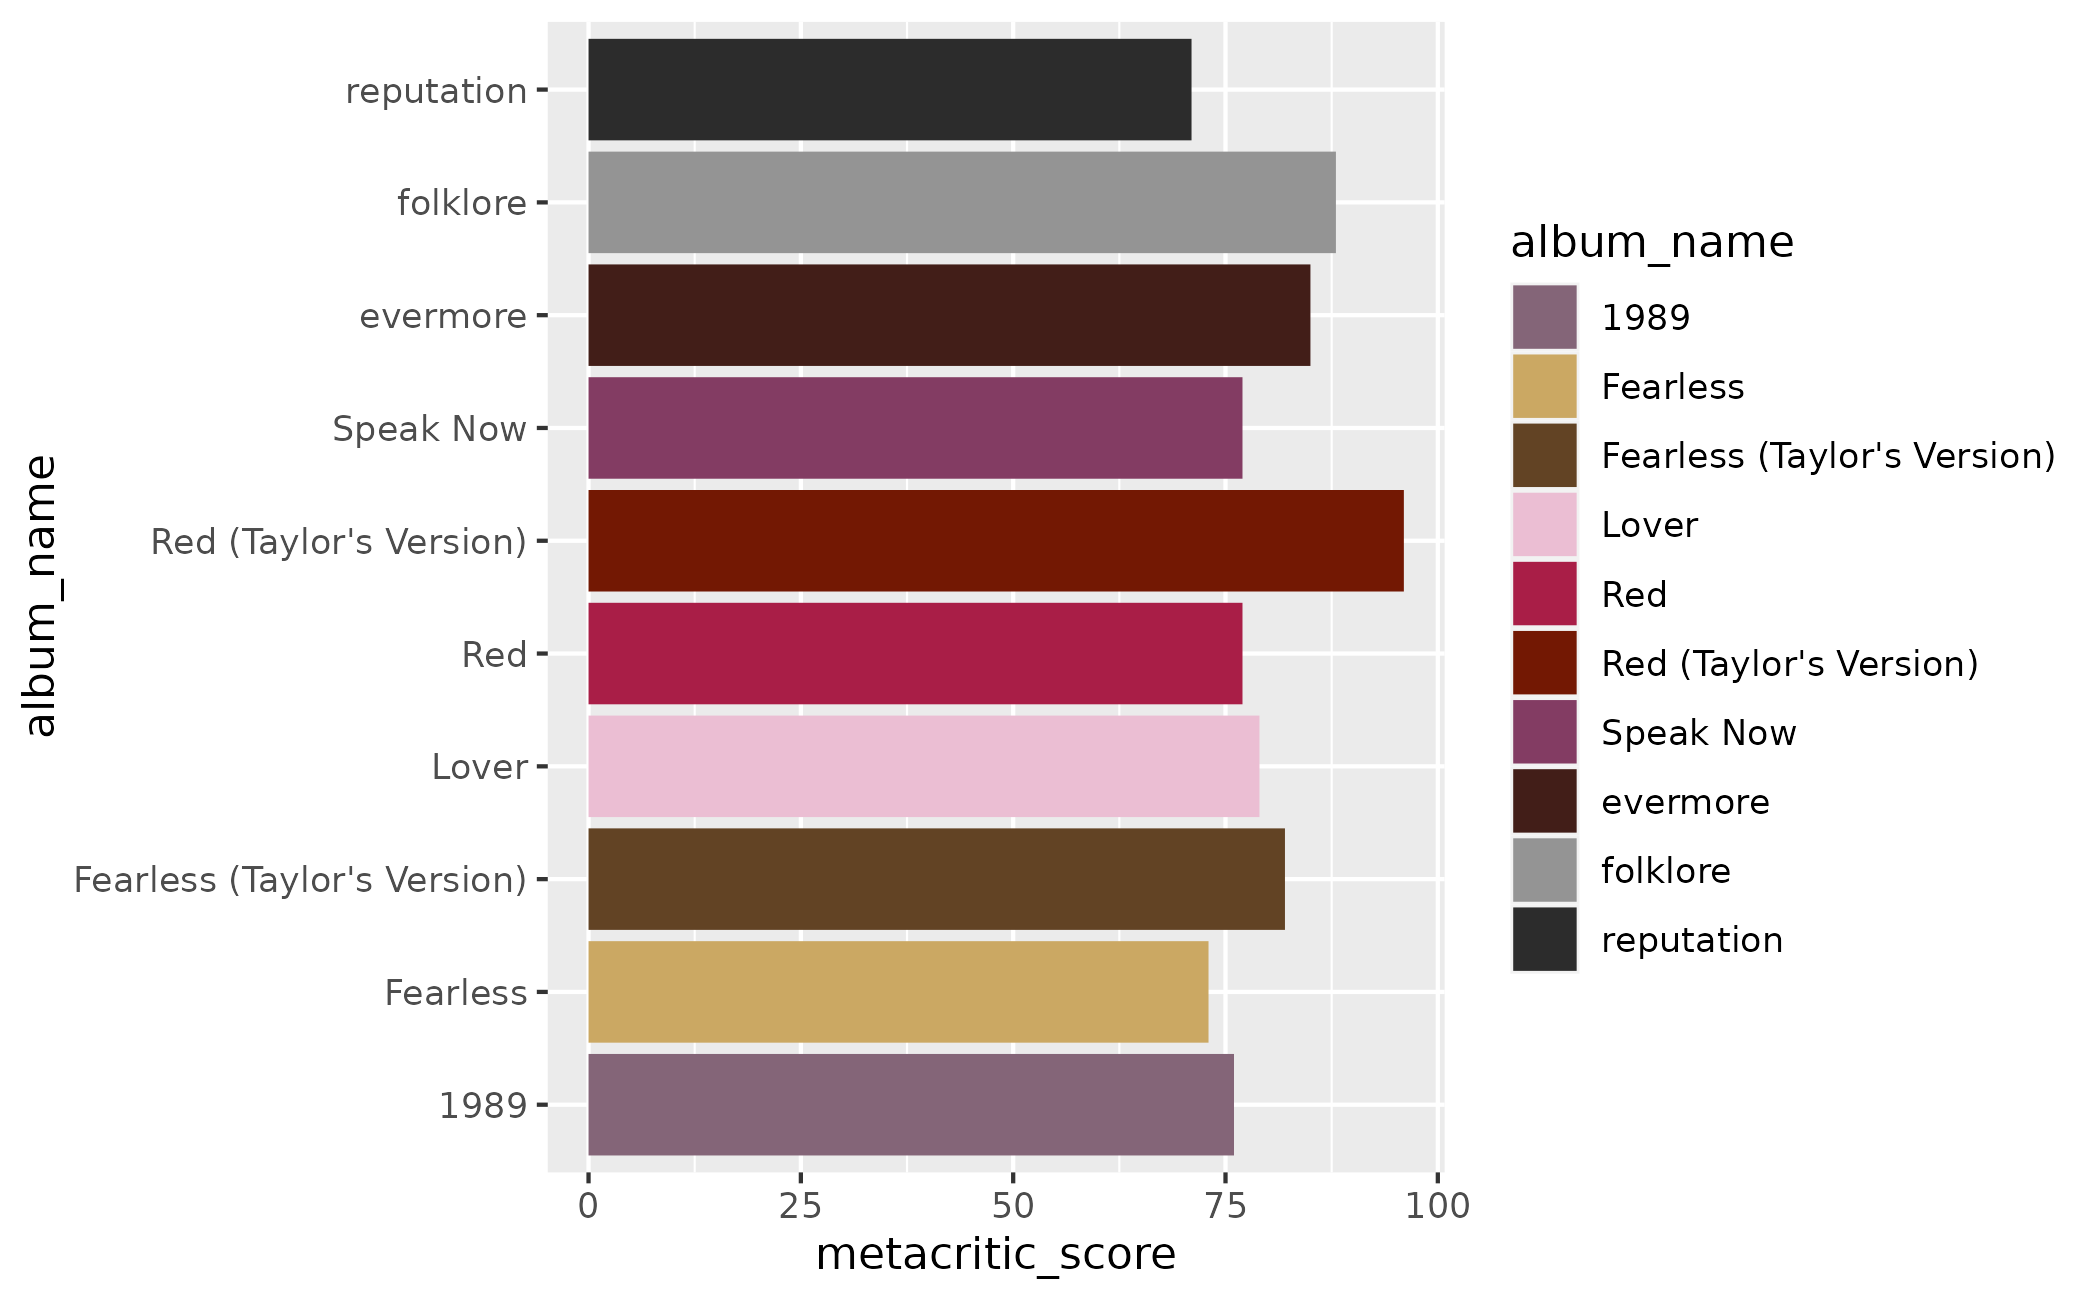 album_name
reputation
folklore
evermore
Speak Now
Red (Taylor's Version)
Red
Lover
Fearless (Taylor's Version)
Fearless
1989
0 25 50 75 100
metacritic_score
album_name
1989
Fearless
Fearless (Taylor's Version)
Lover
Red
Red (Taylor's Version)
Speak Now
evermore
folklore
reputation